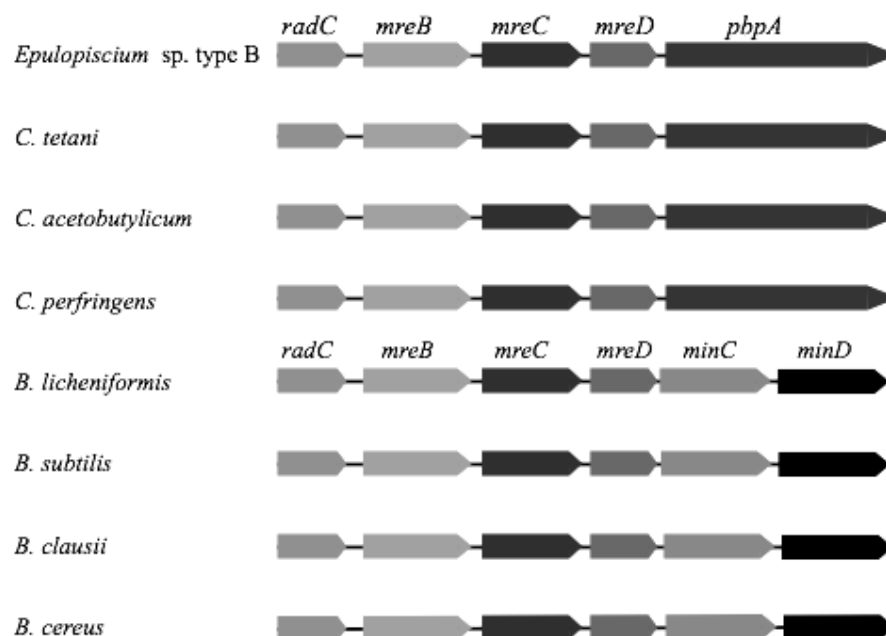 radC mreB mreC mreD pbpA
Epulopiscium sp. type B
C. tetani
C. acetobutylicum
C. perfringens
radC mreB mreC mreD minC minD
B. licheniformis
B. subtilis
B. clausii
B. cereus